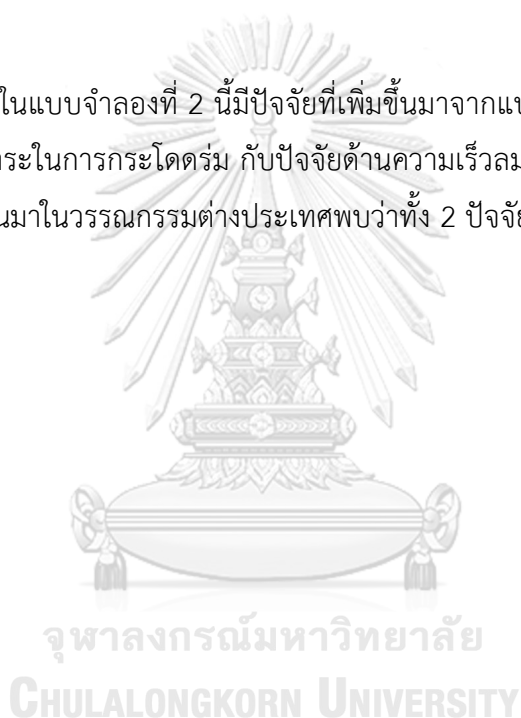 ในแบบจำลองที่ 2 นี้มีปัจจัยที่เพิ่มขึ้นมาจาก
ในการกระโดดร่ม กับปัจจัยด้านความเร็วลม
มาในวรรณกรรมต่างประเทศพบว่าทั้ง 2 ปัจจัย
จุฬาลงกรณ์มหาวิทยาลัย
CHULALONGKORN UNIVERSITY